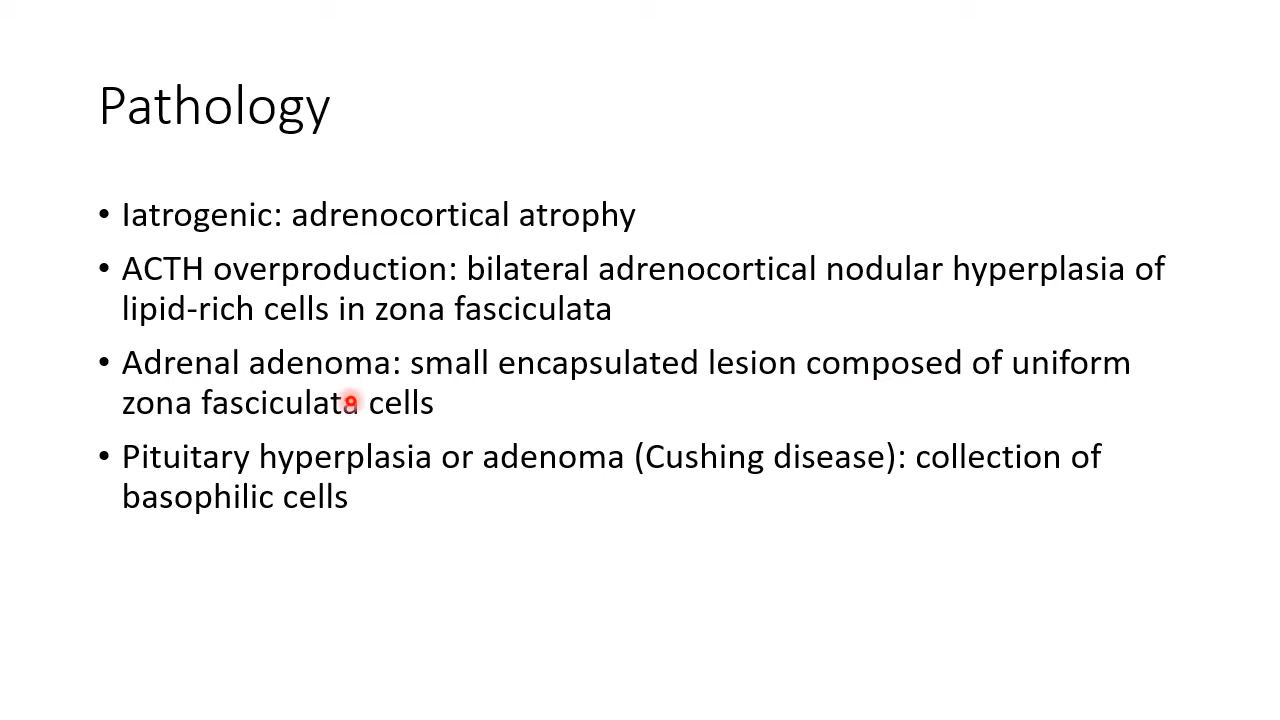 Pathology
• Iatrogenic: adrenocortical atrophy
• ACTH overproduction: bilateral adrenocortical nodular hyperplasia of
lipid-rich cells in zona fasciculata
• Adrenal adenoma: small encapsulated lesion composed of uniform
zona fasciculata cells
• Pituitary hyperplasia or adenoma (Cushing disease): collection of
basophilic cells